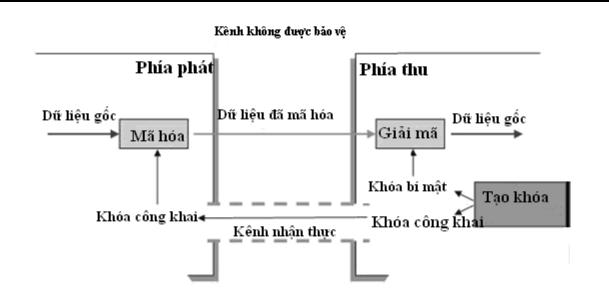 Kênh không được bảo vệ
Phía phát
Phía thu
Dữ liệu gốc
Dữ liệu đã mã hóa
Dữ liệu gốc
Mã hóa
Giải mã
Khóa bí mật
Tạo khóa
Khóa công khai
Khóa công khai
Kênh nhận thực